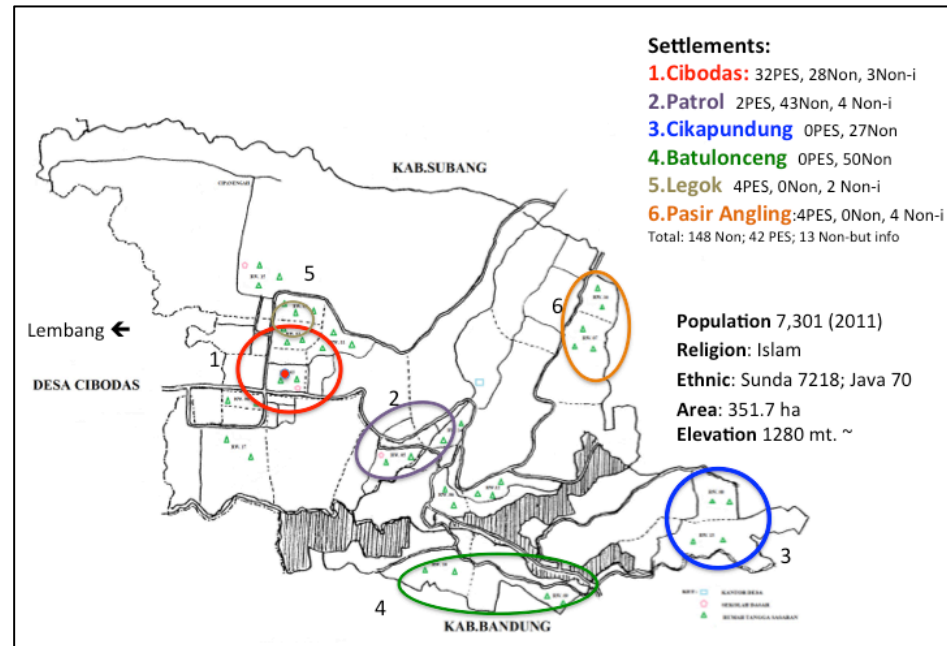 Settlements:
1.Cibodas: 32PES, 28Non, 3Non-i
2.Patrol 2PES, 43Non, 4 Non-i
3.Cikapundung 0PES, 27Non
4.Batulonceng 0PES, 50Non
5.Legok 4PES, 0Non, 2 Non-i
6.Pasir Angling:4PES, 0Non, 4 Non-i
Total: 148 Non; 42 PES; 13 Non-but info
KAB.SUBANG
CIPANENGAH
5
6
Lembang ←
1
DESA CIBODAS
2
Population 7,301 (2011)
Religion: Islam
Ethnic: Sunda 7218; Java 70
Area: 351.7 ha
Elevation 1280 mt. ~
3
4
KAB.BANDUNG
KANTOR DESA
SEKOLAH DASAR
RUMAH TANGGA SASARAN